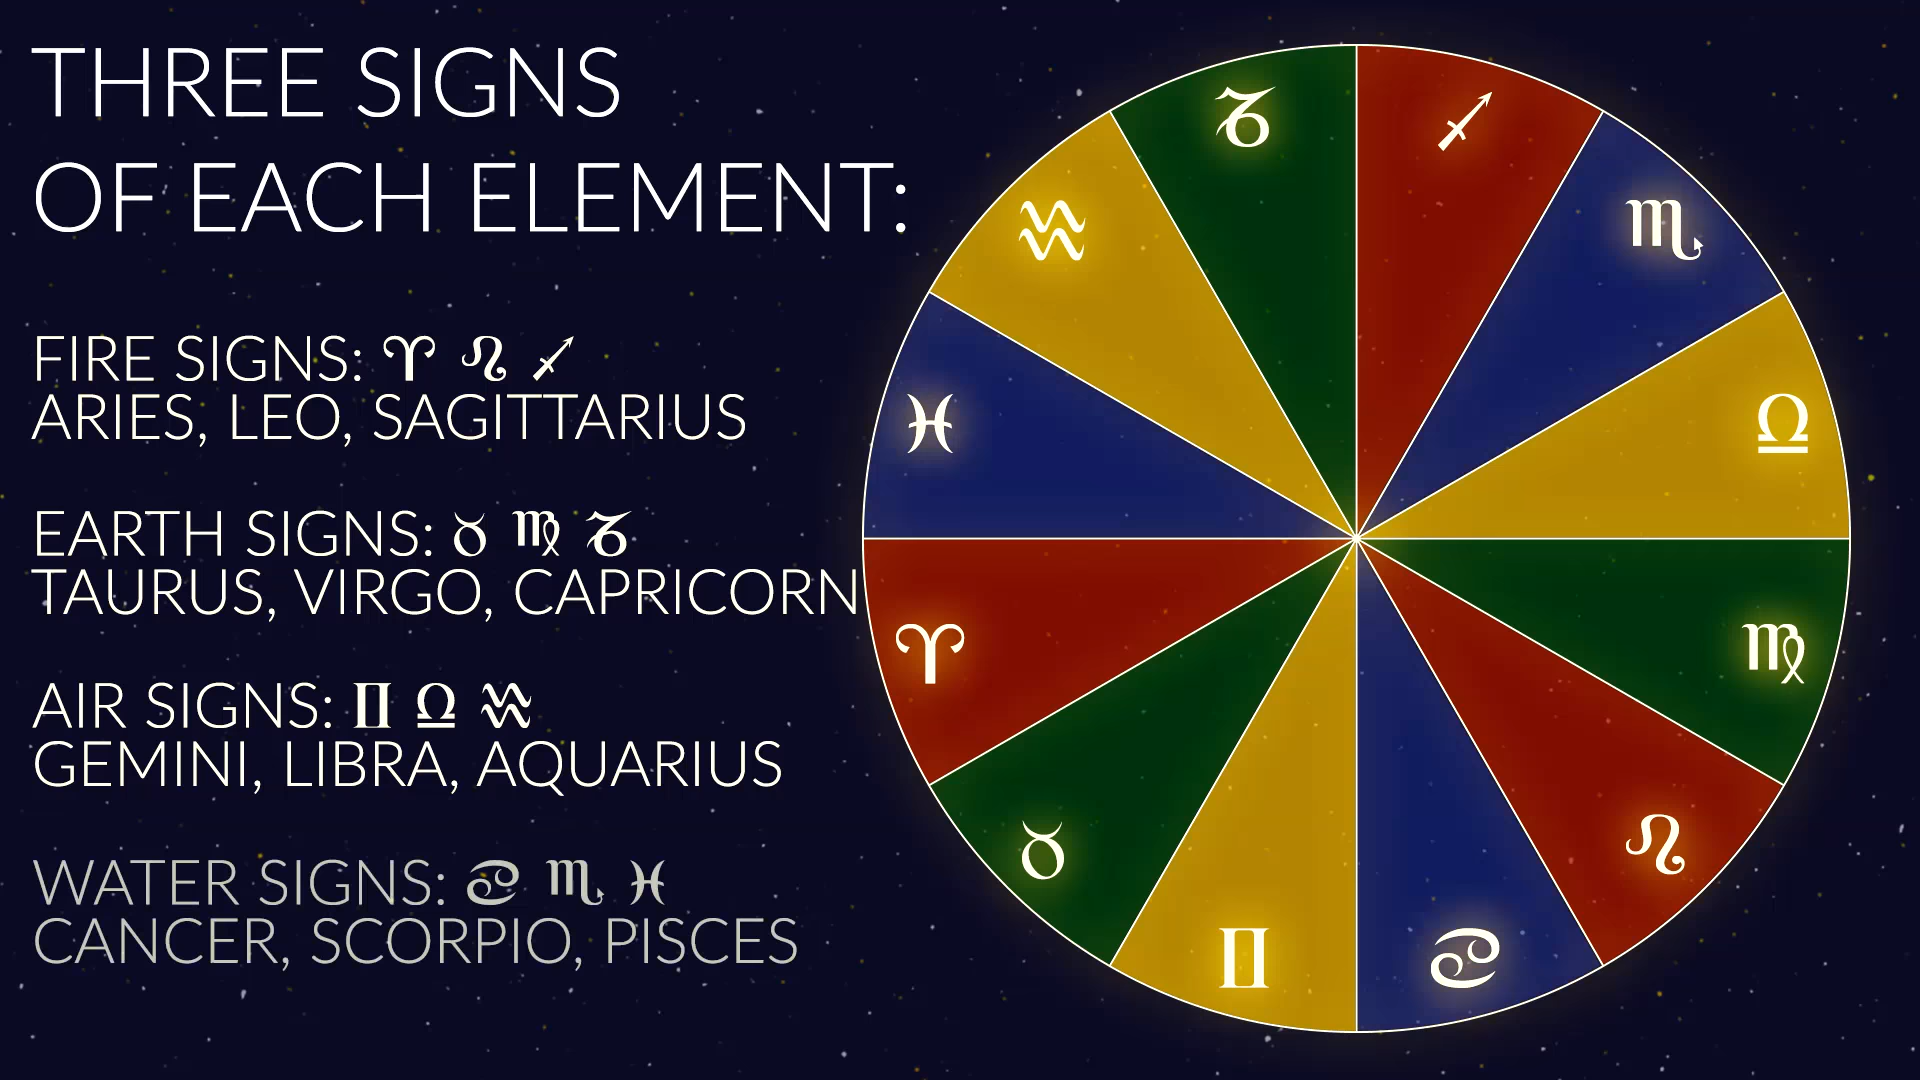 THREE SIGNS
OF EACH ELEMENT:
FIRE SIGNS: ♈ ♌ ♐
ARIES, LEO, SAGITTARIUS
EARTH SIGNS: ♉ ♍ ♑
TAURUS, VIRGO, CAPRICORN
AIR SIGNS: ♊ ♎ ♒
GEMINI, LIBRA, AQUARIUS
WATER SIGNS: ♋ ♏ ♓
CANCER, SCORPIO, PISCES